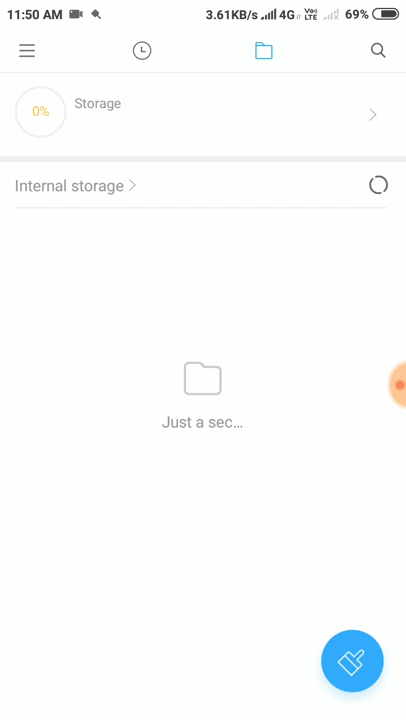 11:50 AM 3.61KB/s 4G VoLTE 69%
0% Storage
Internal storage
Just a sec…